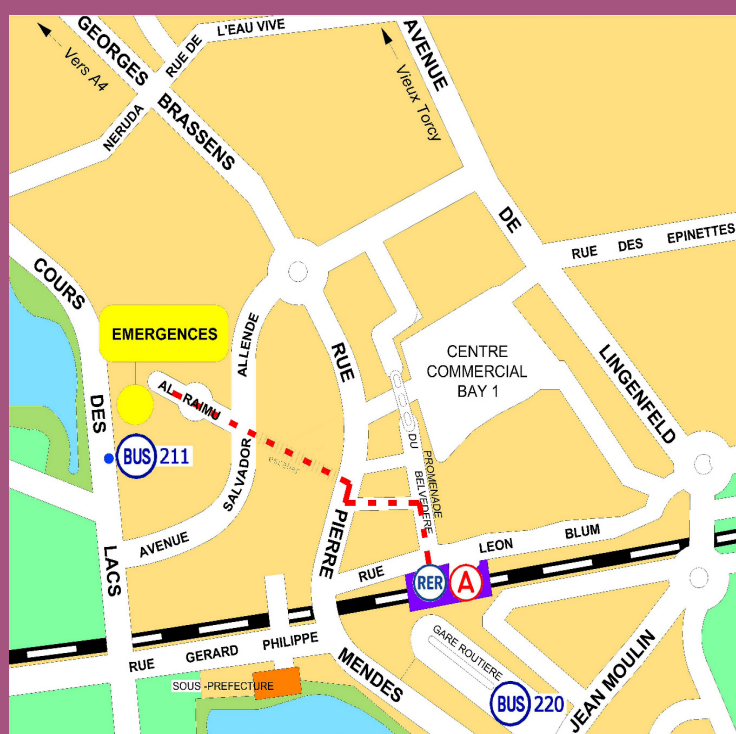 GEORGES
BRASSENS
Vers A4
RUE DE
L'EAU VIVE
NERUDA
AVENUE
DE
LINGENFELD
Vieux Torcy
RUE DES EPINETTES
COURS
DES
LACS
EMERGENCES
AL. RAIMU
ALLENDE
SALVADOR
AVENUE
RUE
PIERRE
MENDES
CENTRE
COMMERCIAL
BAY 1
PROMENADE
DU
BELVEDERE
escalier
BUS 211
RUE LEON BLUM
RER A
RUE GERARD PHILIPPE
SOUS -PREFECTURE
GARE ROUTIERE
BUS 220
JEAN MOULIN